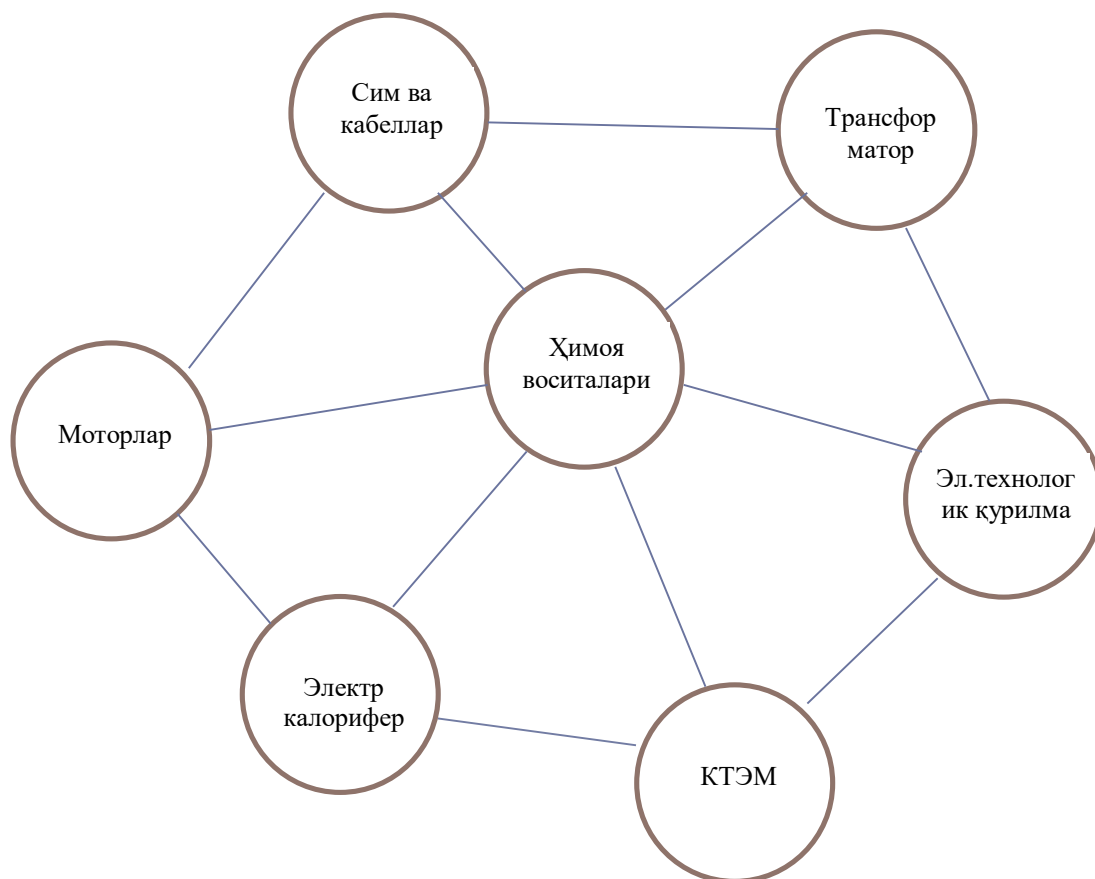 Сим ва
кабеллар
Трансфор
матор
Ҳимоя
воситалари
Моторлар
Эл.технолог
ик қурилма
Электр
калорифер
КТЭМ